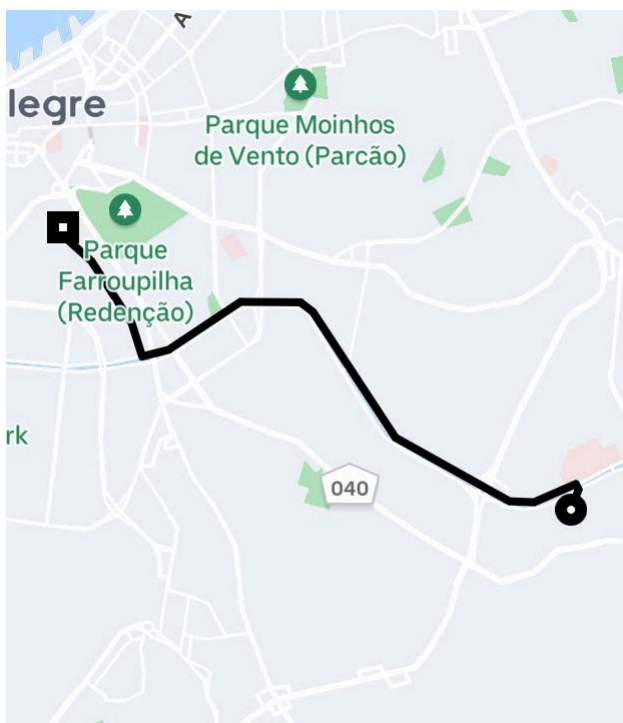 A
legre
Parque Moinhos
de Vento (Parcão)
Parque
Farroupilha
(Redenção)
rk
040